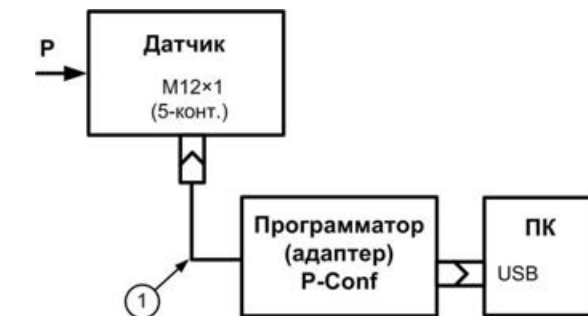 P
Датчик
M12×1
(5-конт.)
Программатор
(адаптер)
P-Conf
ПК
USB
1